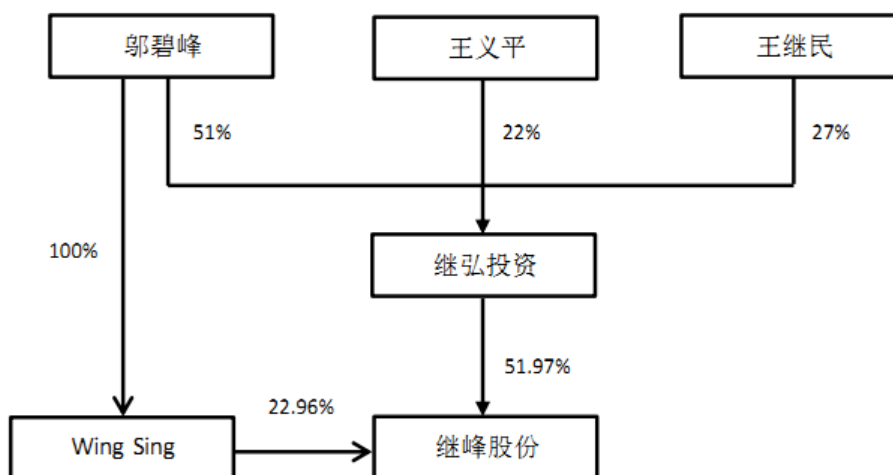 邬碧峰
王义平
王继民
51%
22%
27%
100%
继弘投资
51.97%
22.96%
Wing Sing
继峰股份